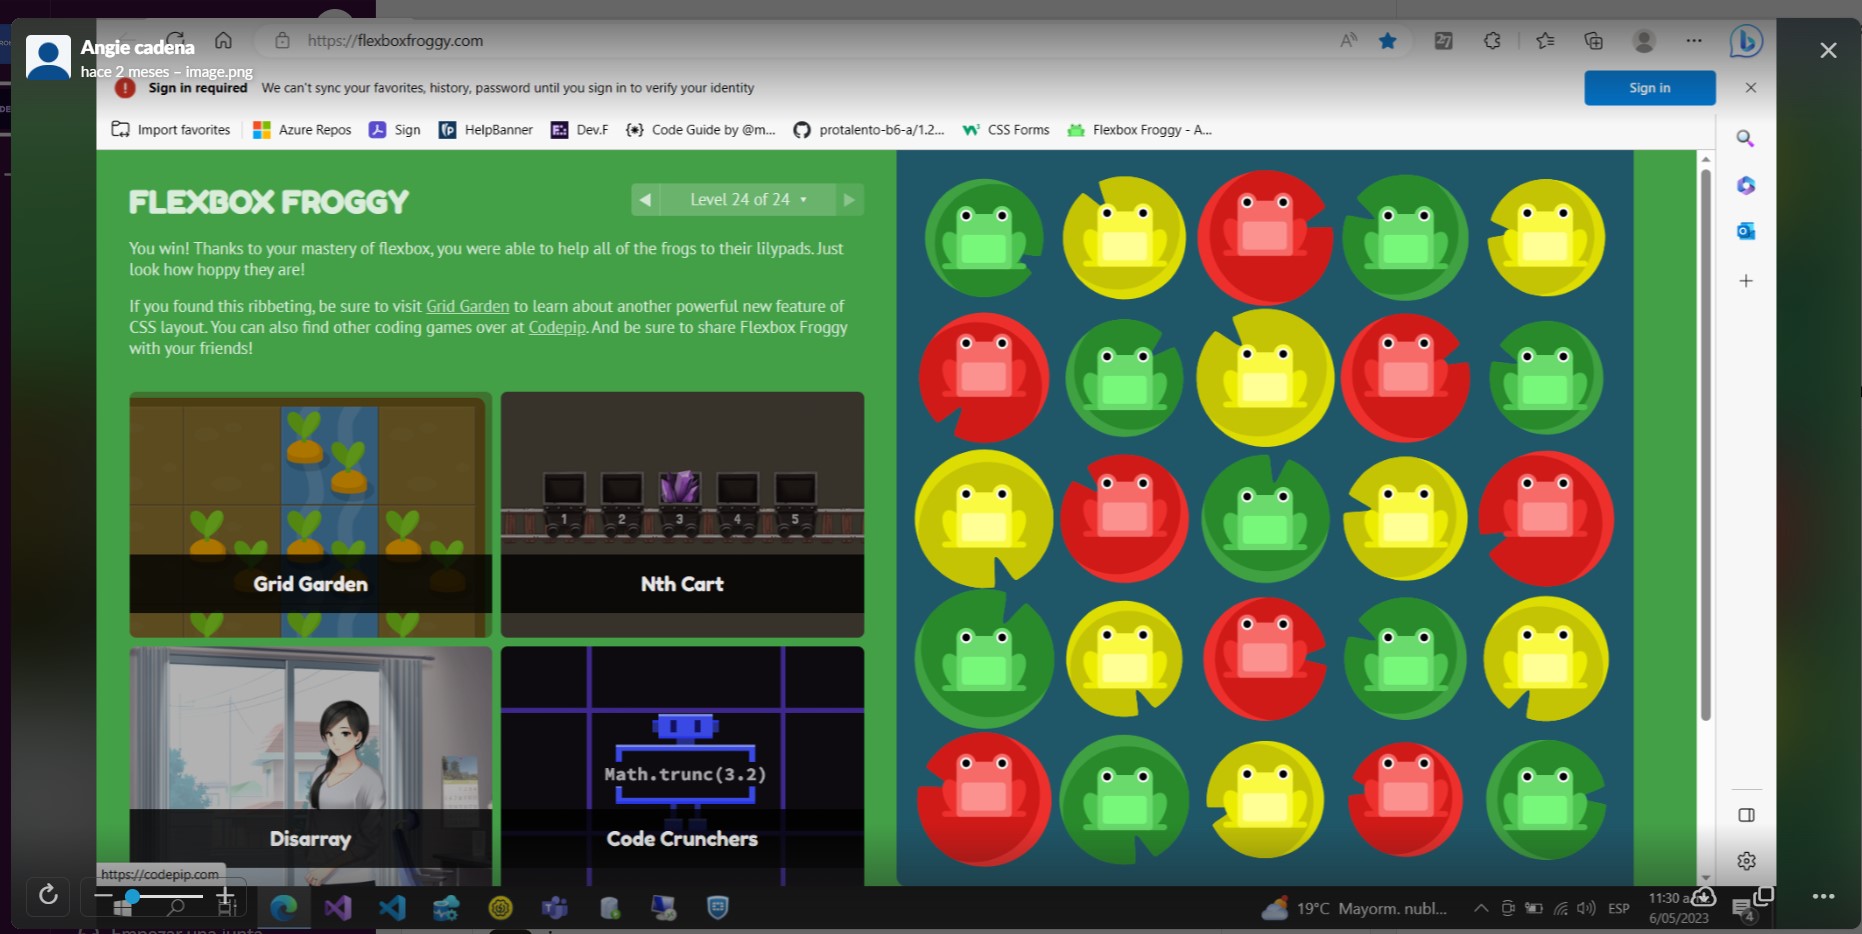 Angie cadena
hace 2 meses – image.png
https://flexboxfroggy.com
Sign in required We can't sync your favorites, history, password until you sign in to verify your identity
Sign in
Import favorites
Azure Repos
Sign
HelpBanner
Dev.F
Code Guide by @m...
protalento-b6-a/1.2...
CSS Forms
Flexbox Froggy - A...
FLEXBOX FROGGY
Level 24 of 24
You win! Thanks to your mastery of flexbox, you were able to help all of the frogs to their lilypads. Just
look how hoppy they are!
If you found this ribbeting, be sure to visit Grid Garden to learn about another powerful new feature of
CSS layout. You can also find other coding games over at Codepip. And be sure to share Flexbox Froggy
with your friends!
1 2 3 4 5
Grid Garden
Nth Cart
Math.trunc(3.2)
Disarray
Code Crunchers
https://codepip.com
19°C Mayorm. nubl...
ESP
11:30
6/05/2023
4